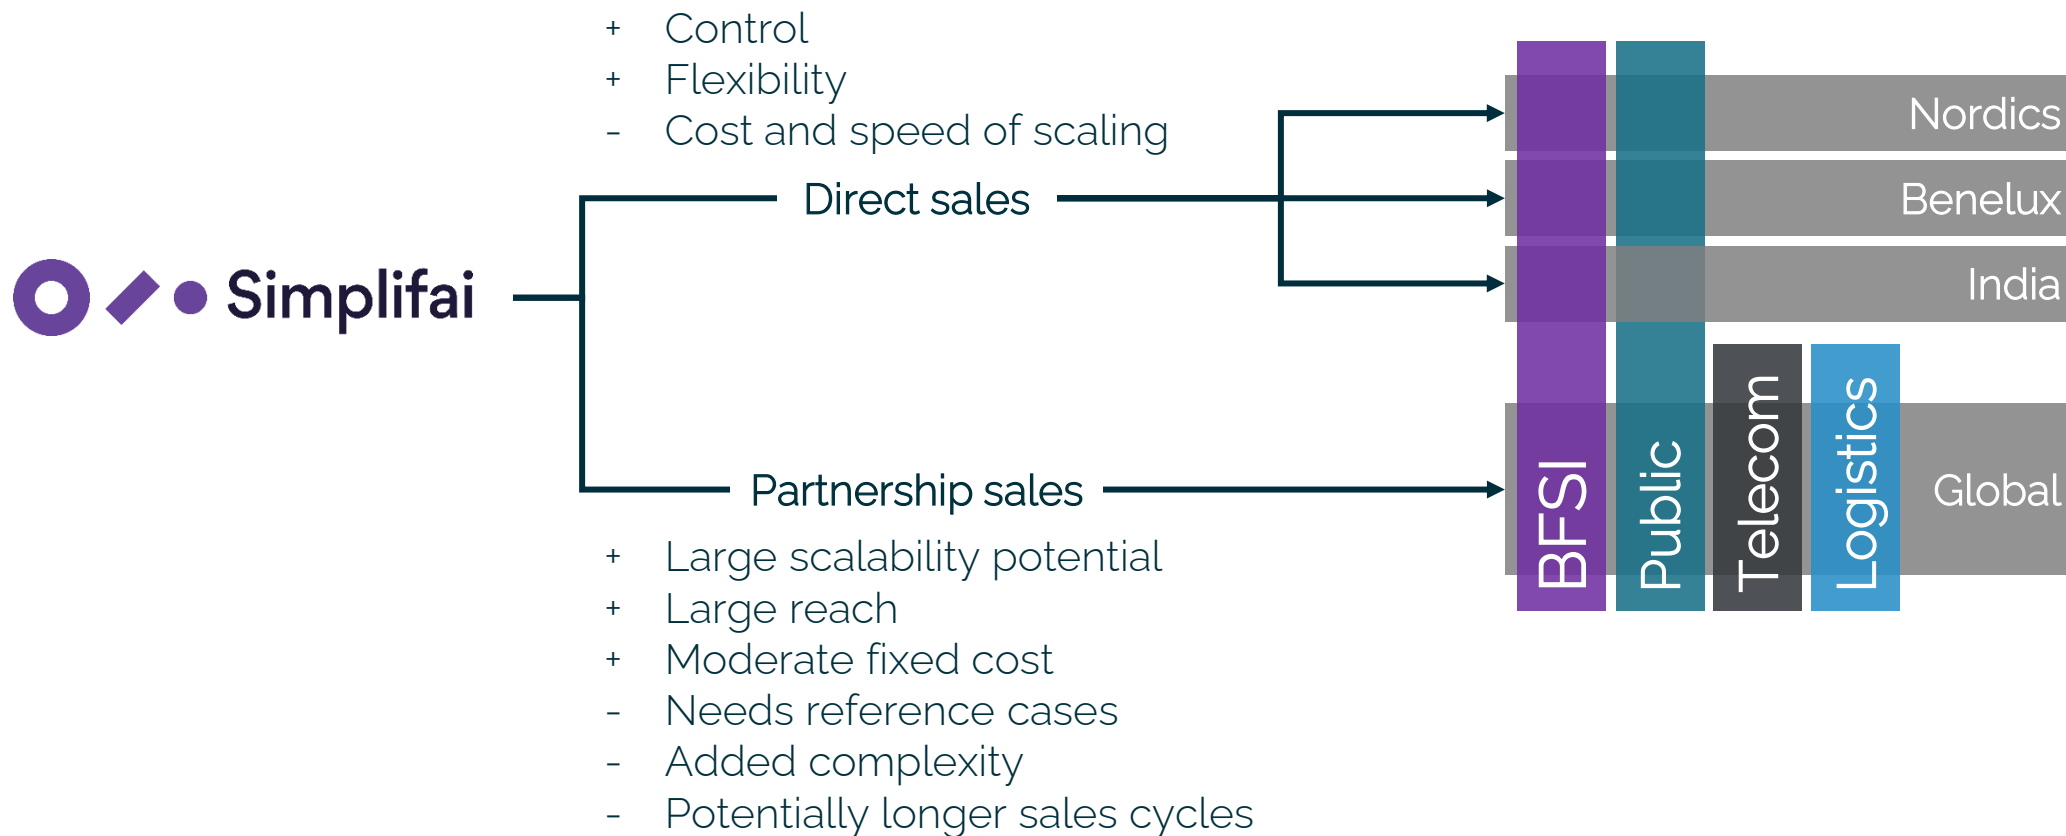 + Control
+ Flexibility
- Cost and speed of scaling
Direct sales
Simplifai
Partnership sales
+ Large scalability potential
+ Large reach
+ Moderate fixed cost
- Needs reference cases
- Added complexity
- Potentially longer sales cycles
Nordics
Benelux
India
Global
BFSI
Public
Telecom
Logistics